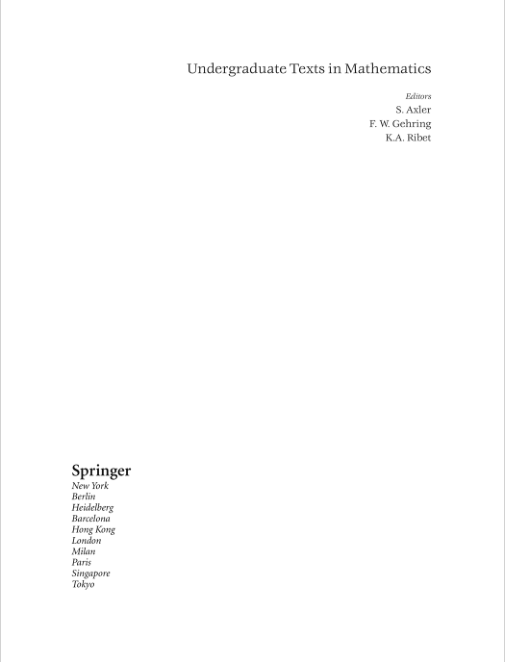 Undergraduate Texts in Mathematics
Editors
S. Axler
F. W. Gehring
K.A. Ribet
Springer
New York
Berlin
Heidelberg
Barcelona
Hong Kong
London
Milan
Paris
Singapore
Tokyo